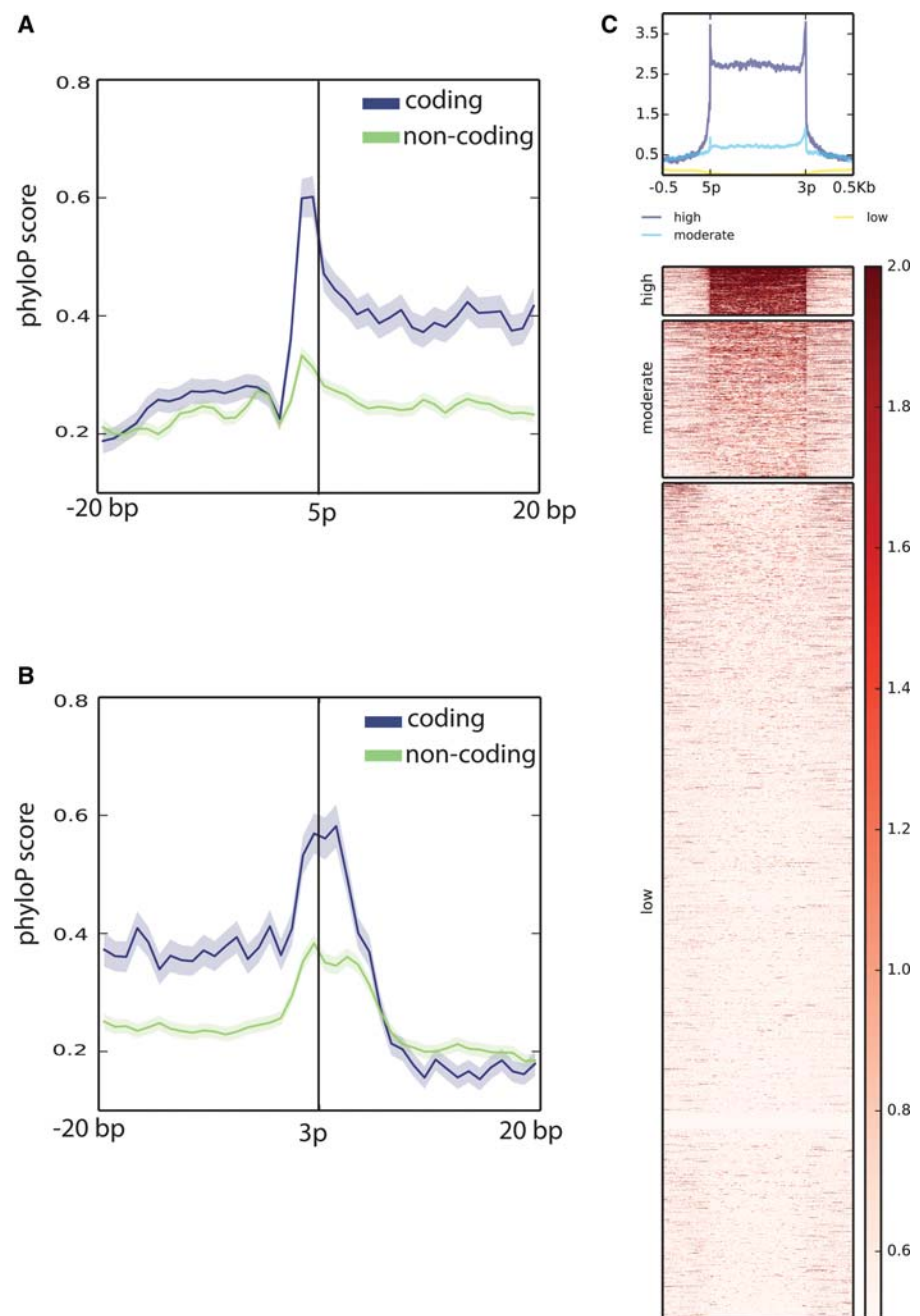 A
0.8
coding
non-coding
0.6
phyloP score
0.4
0.2
-20 bp
5p
20 bp
B
0.8
coding
non-coding
0.6
phyloP score
0.4
0.2
-20 bp
3p
20 bp
C
3.5
2.5
1.5
0.5
-0.5 5p 3p 0.5Kb
high low
moderate
high
moderate
low
2.0
1.8
1.6
1.4
1.2
1.0
0.8
0.6